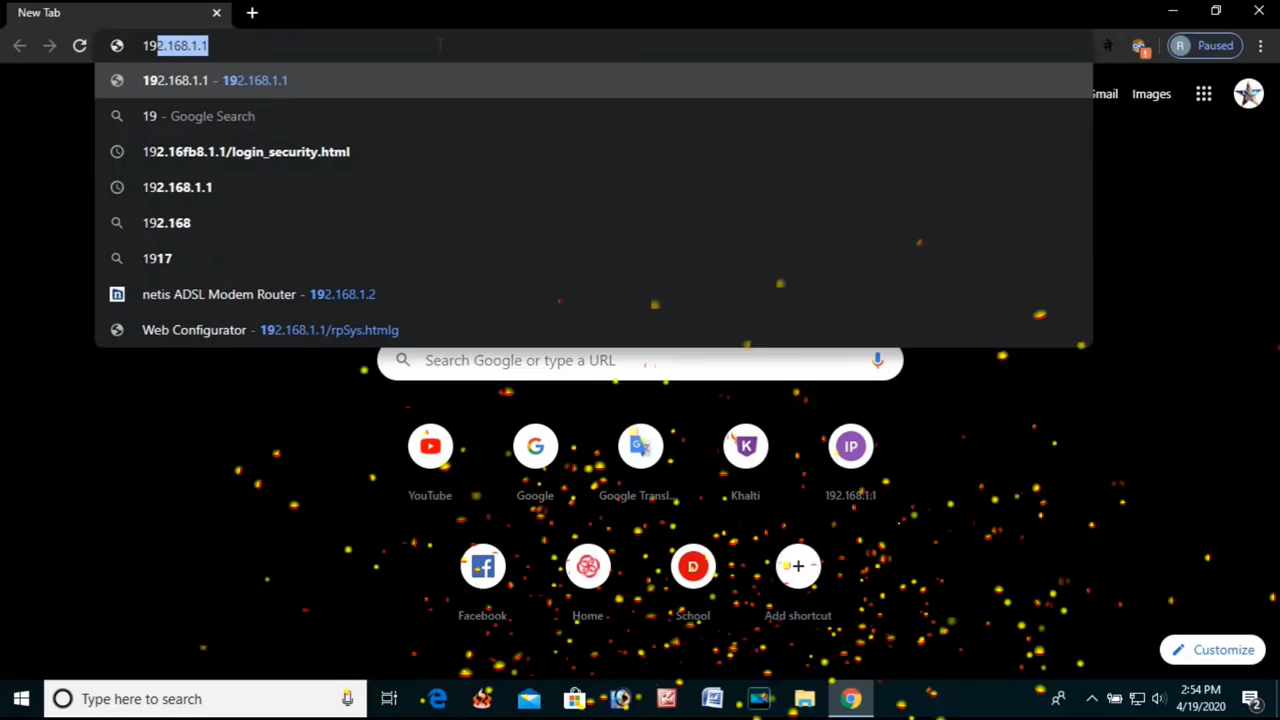 New Tab
192.168.1.1
R Paused
192.168.1.1 - 192.168.1.1
19 - Google Search
192.16fb8.1.1/login_security.html
192.168.1.1
192.168
1917
netis ADSL Modem Router - 192.168.1.2
Web Configurator - 192.168.1.1/rpSys.htmlg
Gmail Images
Search Google or type a URL
K
IP
YouTube Google Google Transl... Khalti 192.168.1.1
D
Facebook Home School Add shortcut
Customize
Type here to search
2:54 PM
4/19/2020
2